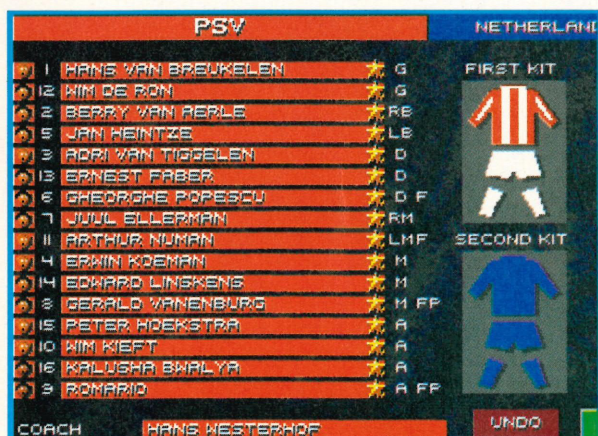 PSV NETHERLAND
1 HANS VAN BREUKELEN G
12 WIM DE RON G
2 BERRY VAN AERLE RB
5 JAN HEINTZE LB
3 ADRI VAN TIGGELEN D
13 ERNEST FABER D
6 GHEORGHE POPESCU D F
7 JUUL ELLERMAN RM
11 ARTHUR NUMAN LMF
4 ERWIN KOEMAN M
14 EDWARD LINSKENS M
8 GERALD VANENBURG M FP
15 PETER HOEKSTRA A
10 WIM KIEFT A
16 KALUSHA BWALYA A
9 ROMARIO A FP
COACH HANS WESTERHOF
FIRST KIT
SECOND KIT
UNDO